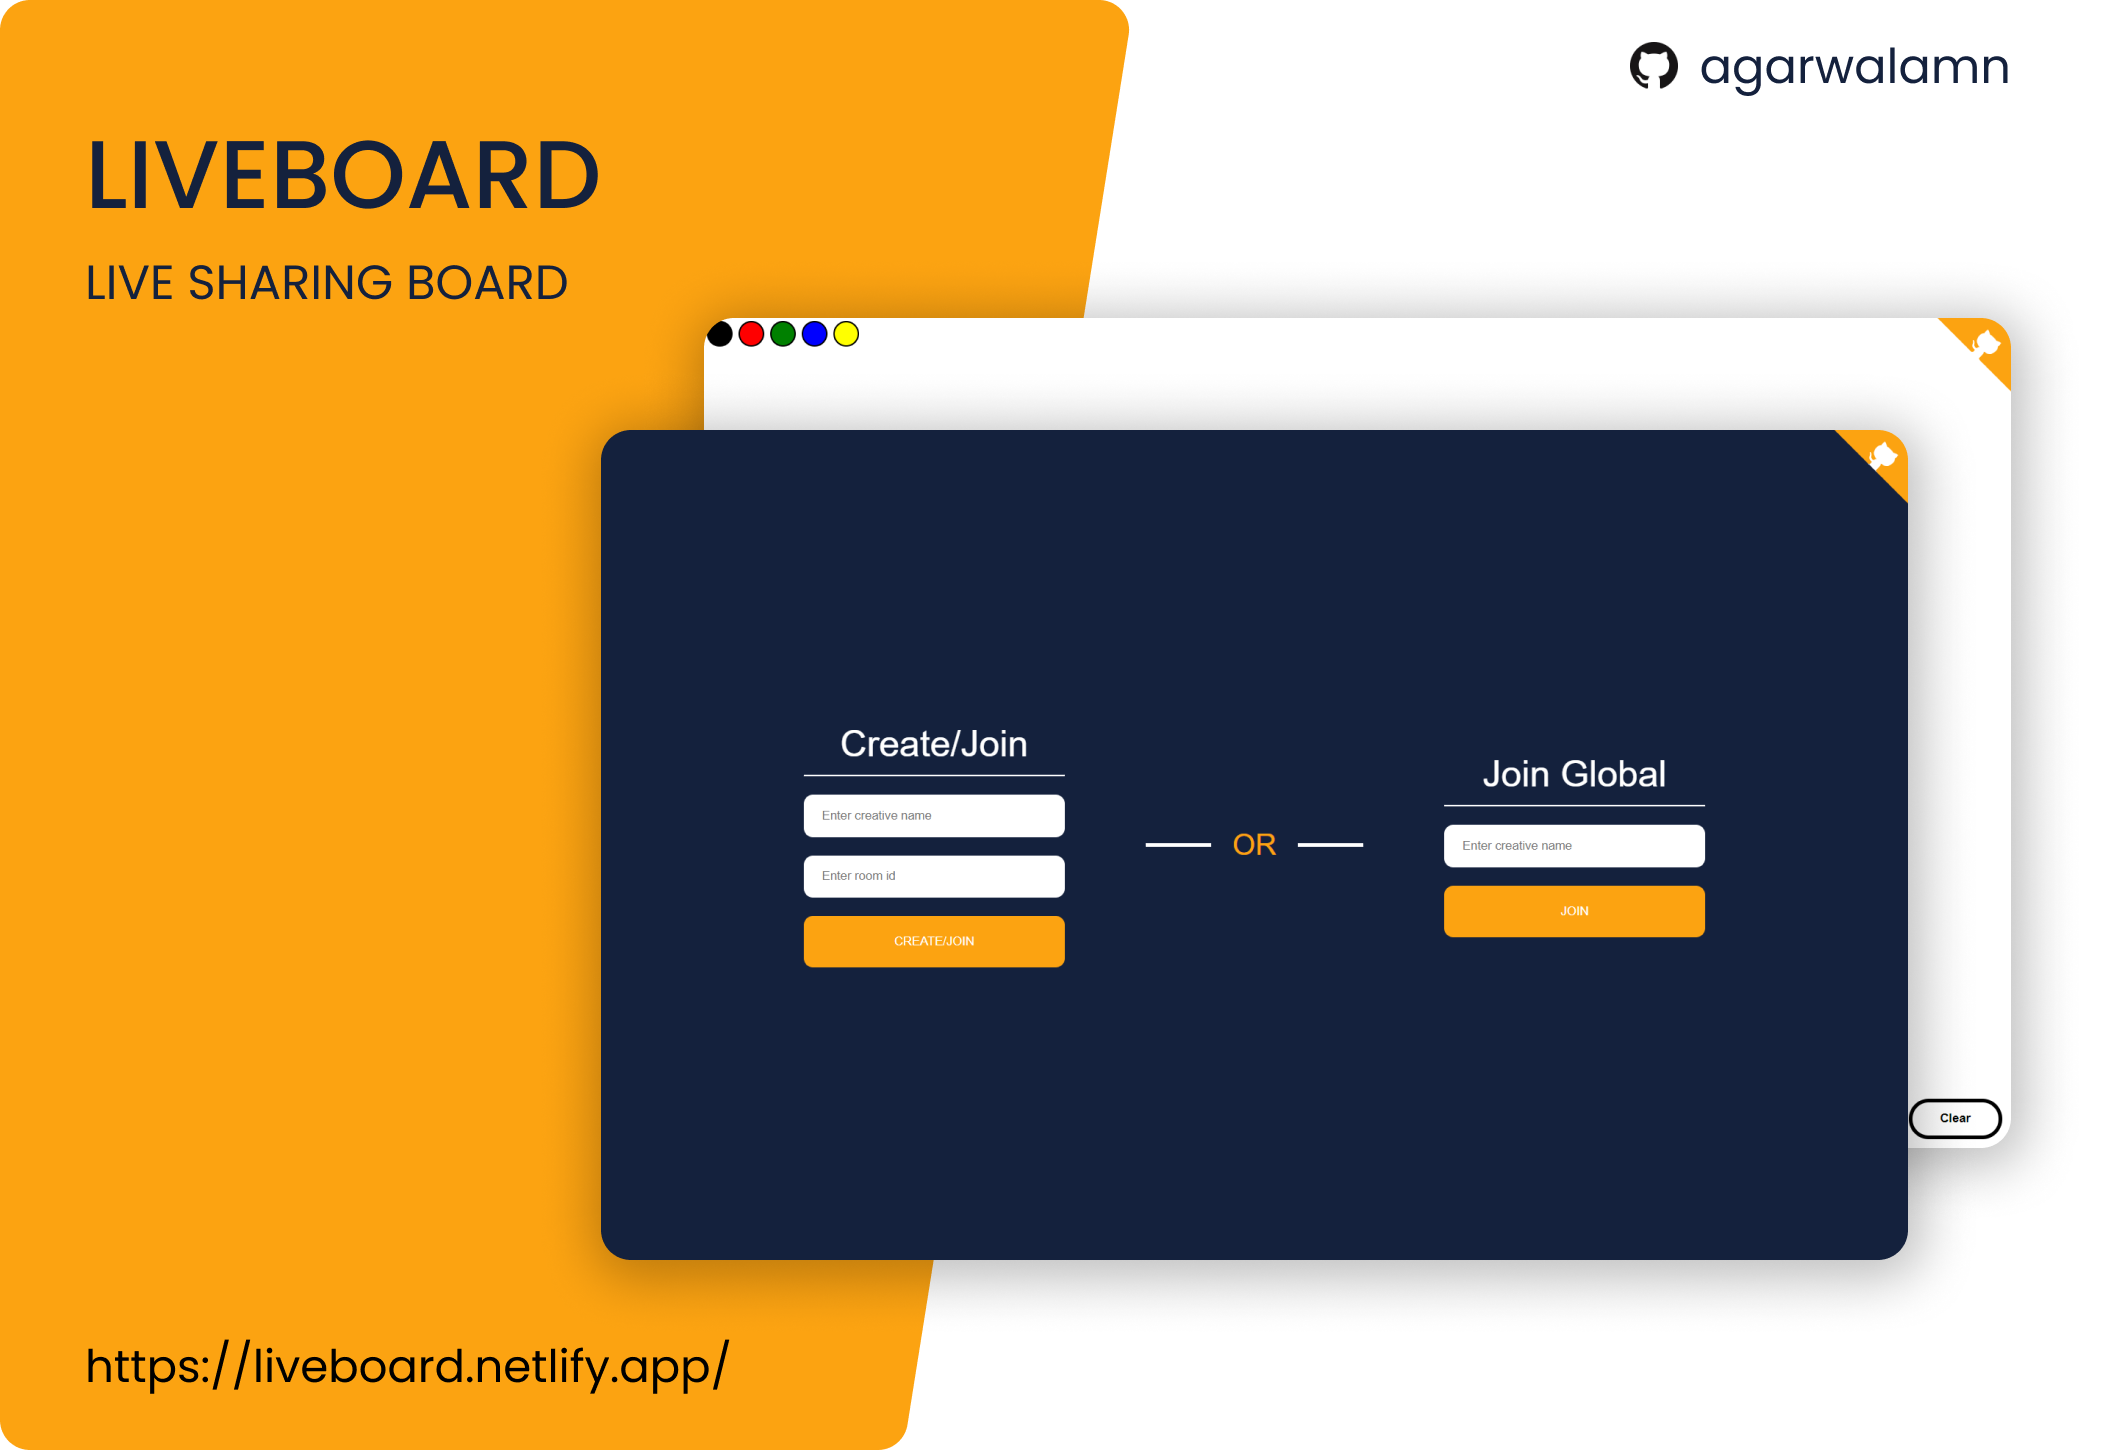 agarwalamn
LIVEBOARD
LIVE SHARING BOARD
Create/Join
Enter creative name
Enter room id
CREATE/JOIN
OR
Join Global
Enter creative name
JOIN
Clear
https://liveboard.netlify.app/